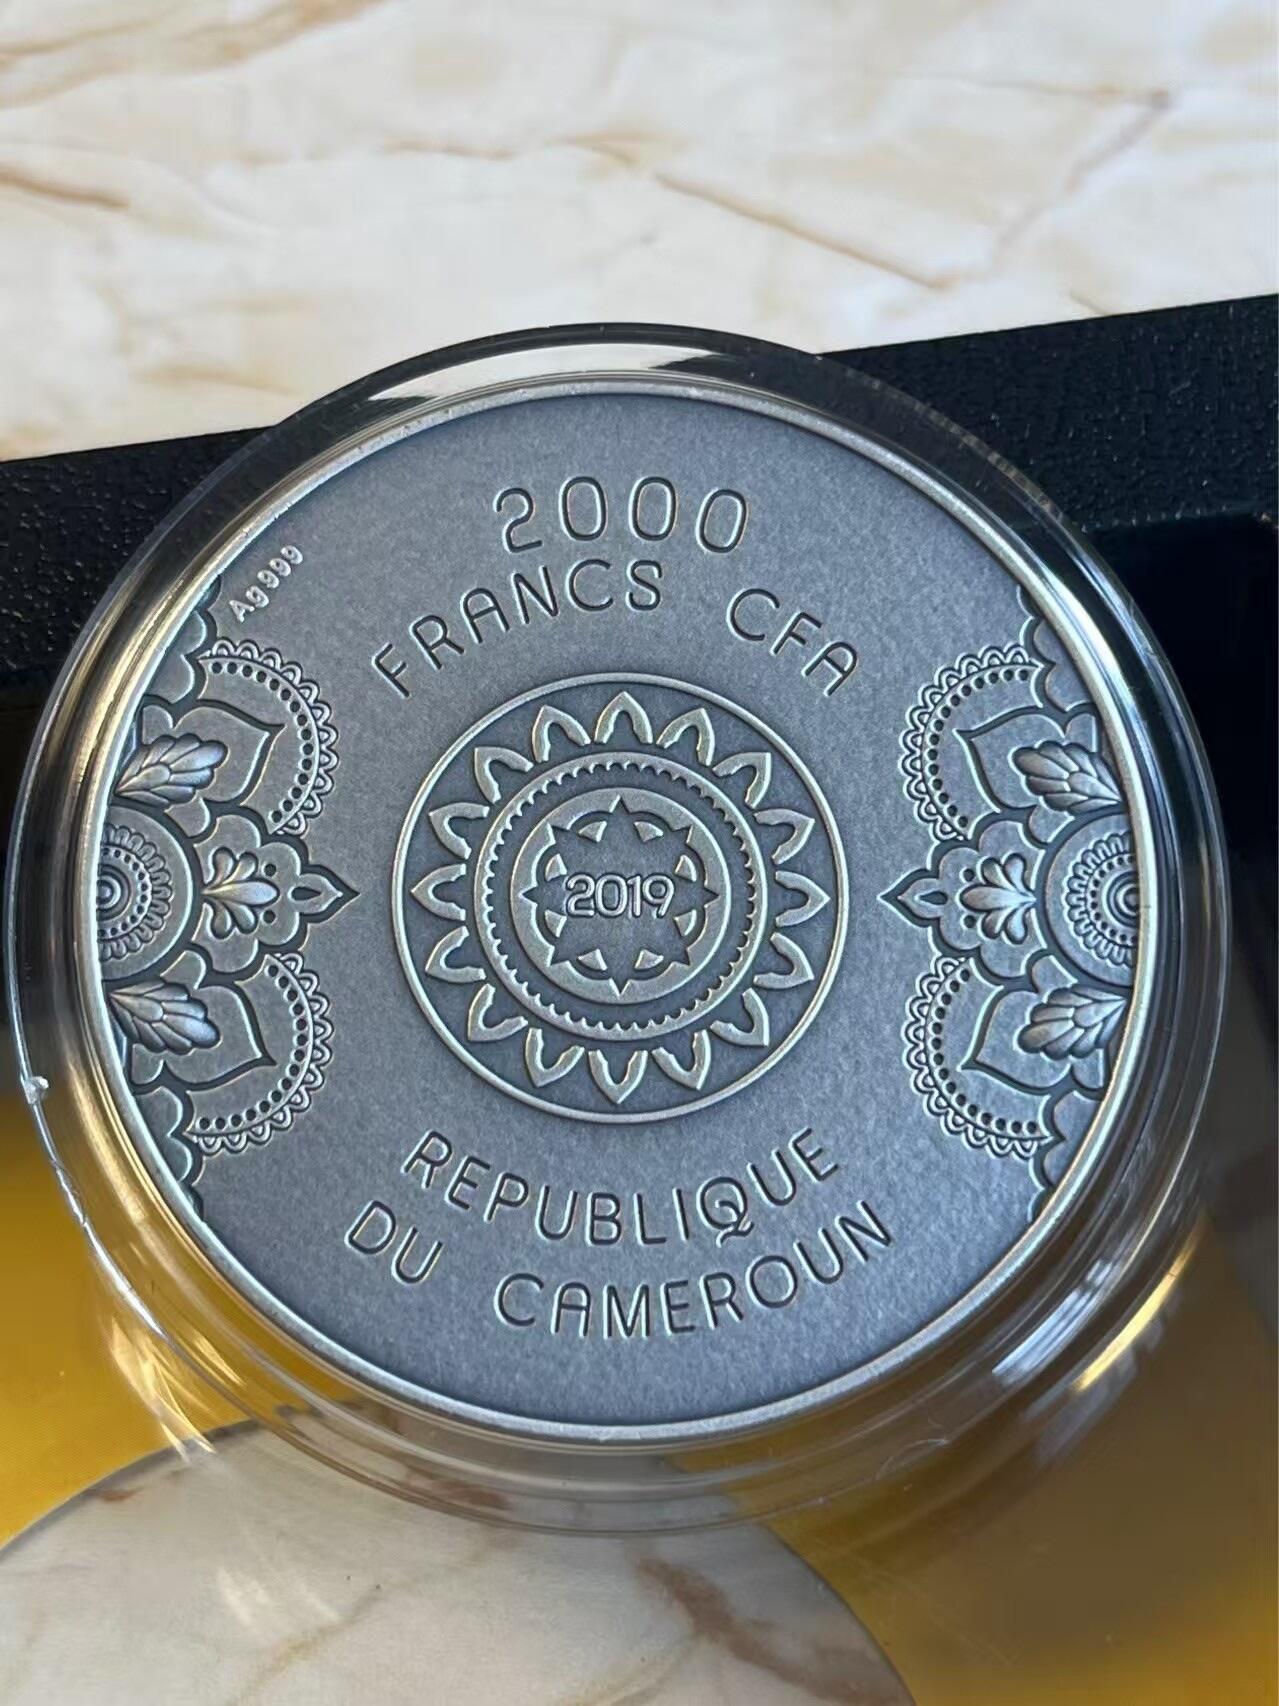 2000
FRANCS CFA
Ag999
2019
REPUBLIQUE
DU CAMEROUN